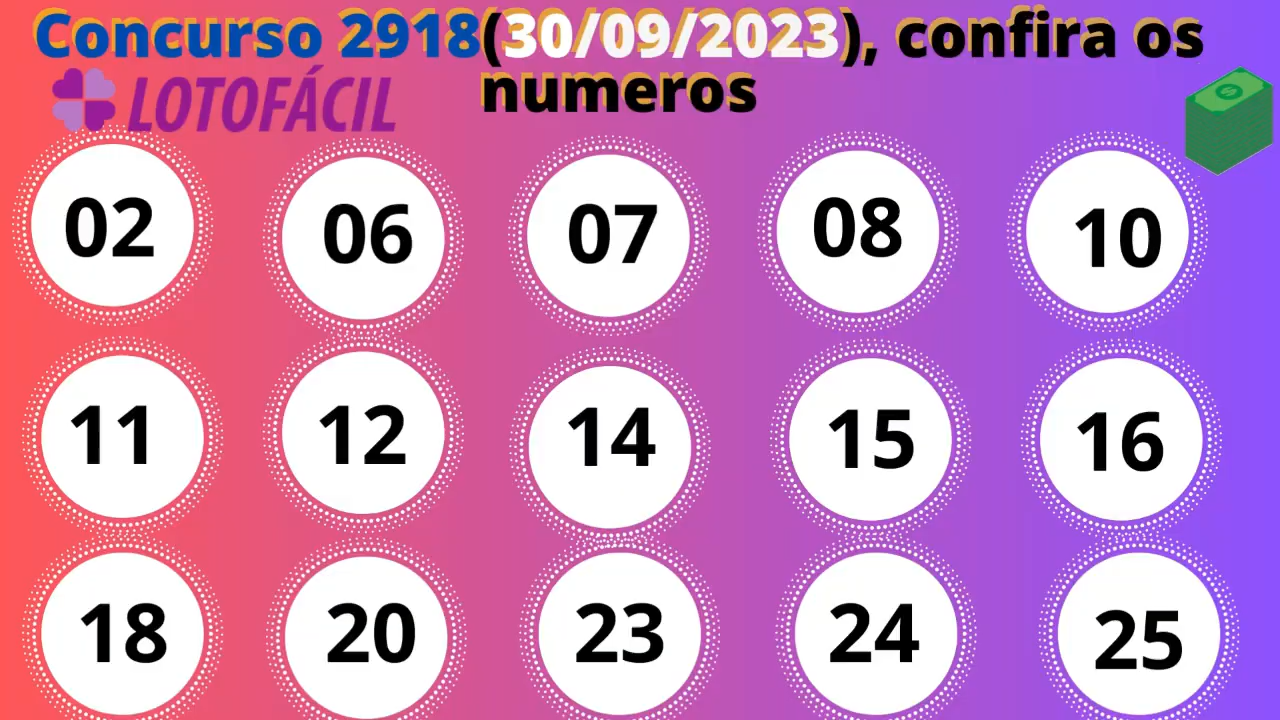 Concurso 2918(30/09/2023), confira os
numeros
LOTOFÁCIL
$
02 06 07 08 10
11 12 14 15 16
18 20 23 24 25